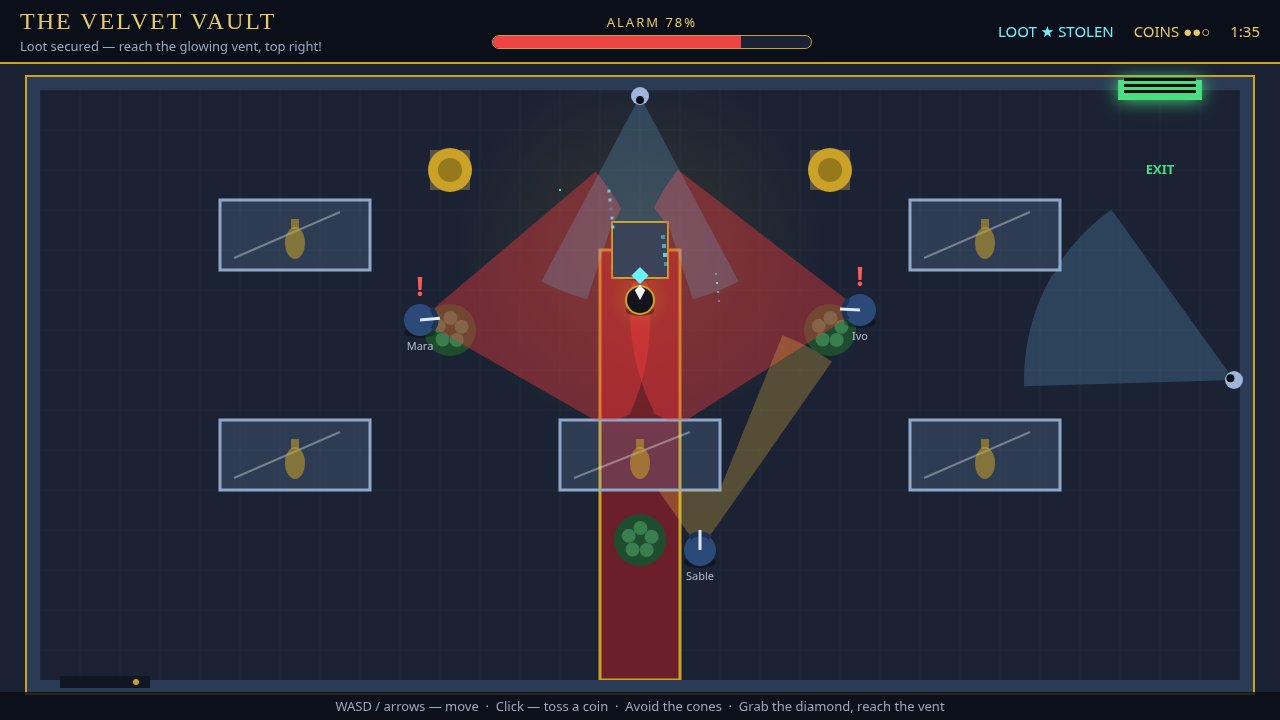 THE VELVET VAULT
Loot secured — reach the glowing vent, top right!
ALARM 78%
LOOT ★ STOLEN
COINS ●●○
1:35
EXIT
!
!
Mara
Ivo
Sable
WASD / arrows — move · Click — toss a coin · Avoid the cones · Grab the diamond, reach the vent